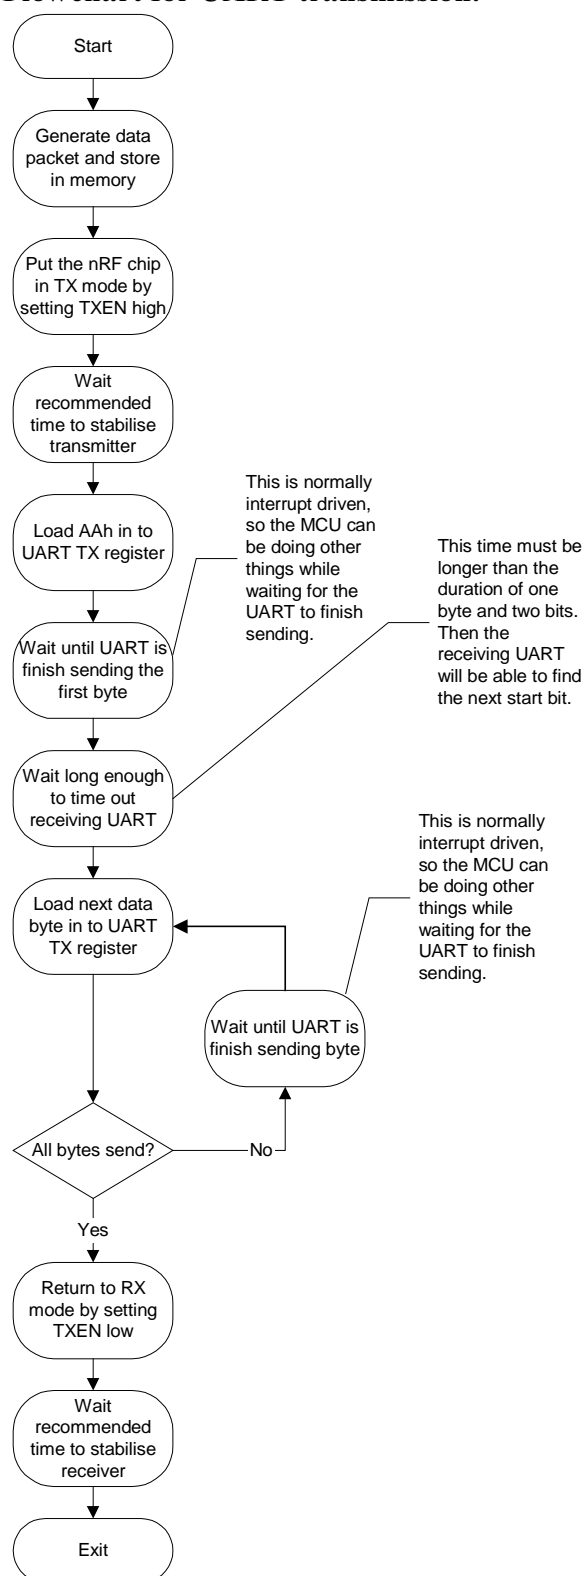 Start
Generate data
packet and store
in memory
Put the nRF chip
in TX mode by
setting TXEN high
Wait
recommended
time to stabilise
transmitter
Load AAh in to
UART TX register
This is normally
interrupt driven,
so the MCU can
be doing other
things while
waiting for the
UART to finish
sending.
Wait until UART is
finish sending the
first byte
This time must be
longer than the
duration of one
byte and two bits.
Then the
receiving UART
will be able to find
the next start bit.
Wait long enough
to time out
receiving UART
Load next data
byte in to UART
TX register
This is normally
interrupt driven,
so the MCU can
be doing other
things while
waiting for the
UART to finish
sending.
Wait until UART is
finish sending byte
All bytes send?
No
Yes
Return to RX
mode by setting
TXEN low
Wait
recommended
time to stabilise
receiver
Exit